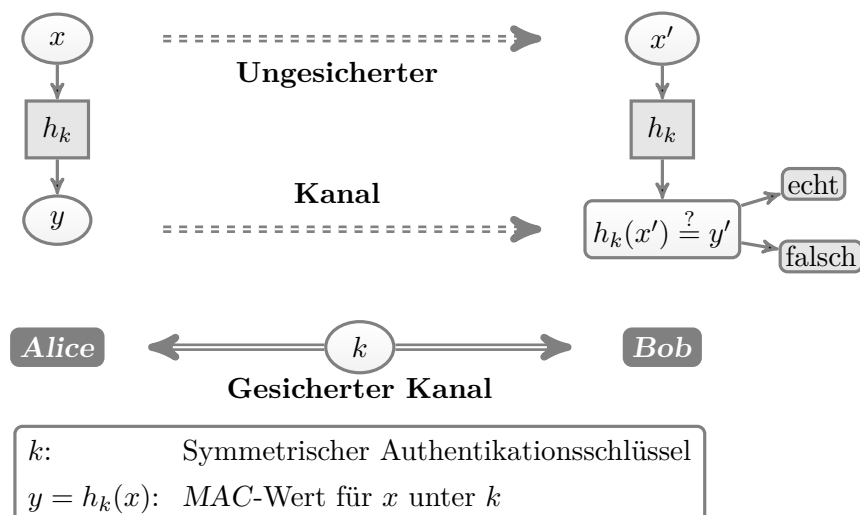 x x′
Ungesicherter
h_k h_k
Kanal
echt
y h_k(x′) ≟ y′
falsch
Alice k Bob
Gesicherter Kanal
k: Symmetrischer Authentikationsschlüssel
y = h_k(x): MAC-Wert für x unter k